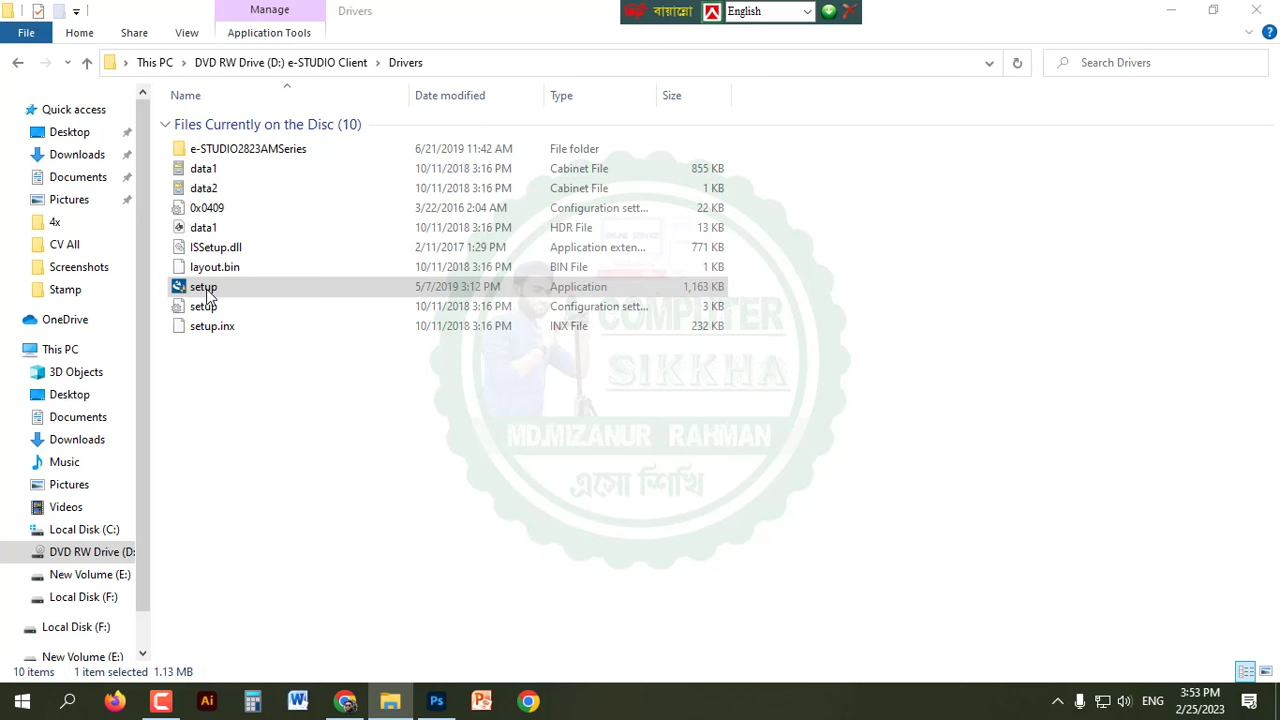 Manage
Drivers
বায়ান্নো
English
File
Home
Share
View
Application Tools
This PC
DVD RW Drive (D:) e-STUDIO Client
Drivers
Search Drivers
Name
Date modified
Type
Size
Files Currently on the Disc (10)
e-STUDIO2823AMSeries 6/21/2019 11:42 AM File folder
data1 10/11/2018 3:16 PM Cabinet File 855 KB
data2 10/11/2018 3:16 PM Cabinet File 1 KB
0x0409 3/22/2016 2:04 AM Configuration sett... 22 KB
data1 10/11/2018 3:16 PM HDR File 13 KB
ISSetup.dll 2/11/2017 1:29 PM Application exten... 771 KB
layout.bin 10/11/2018 3:16 PM BIN File 1 KB
setup 5/7/2019 3:12 PM Application 1,163 KB
setup 10/11/2018 3:16 PM Configuration sett... 3 KB
setup.inx 10/11/2018 3:16 PM INX File 232 KB
Quick access
Desktop
Downloads
Documents
Pictures
4x
CV All
Screenshots
Stamp
OneDrive
This PC
3D Objects
Desktop
Documents
Downloads
Music
Pictures
Videos
Local Disk (C:)
DVD RW Drive (D:
New Volume (E:)
Local Disk (F:)
Local Disk (F:)
New Volume (E:)
COMPUTER
SIKKHA
MD.MIZANUR RAHMAN
এসো শিখি
10 items
1 item selected 1.13 MB
ENG
3:53 PM
2/25/2023